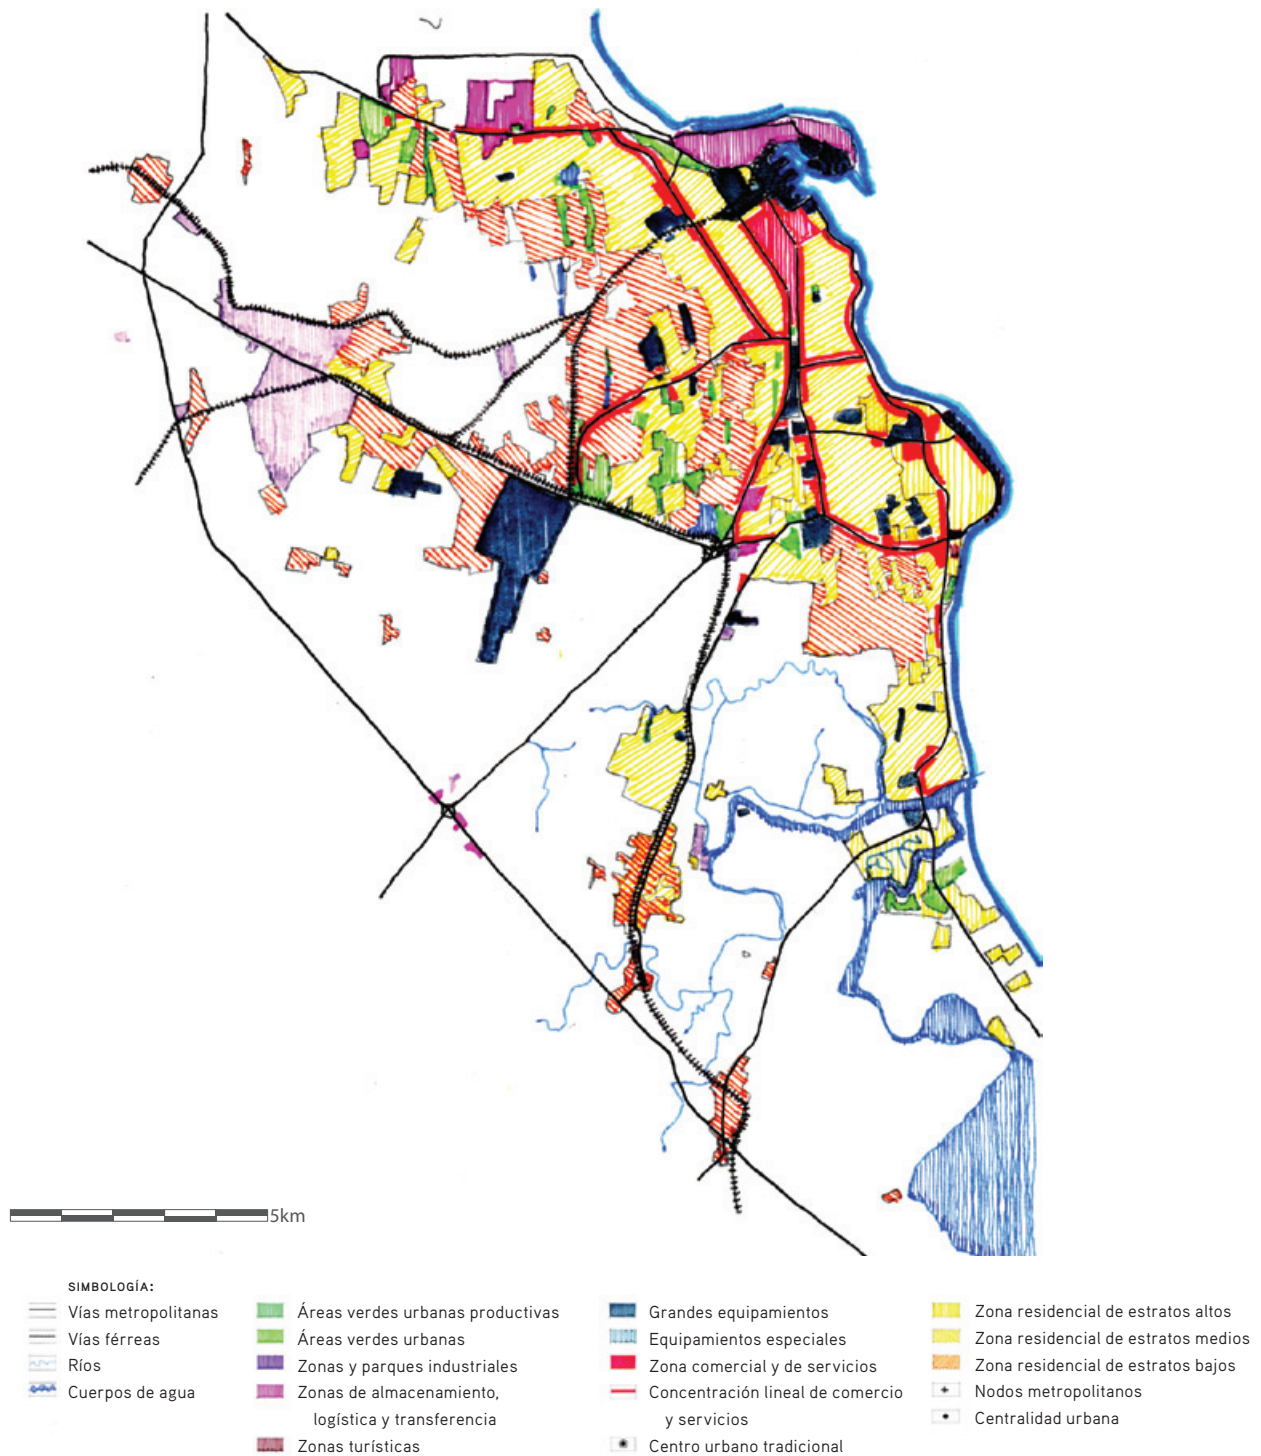 5km
SIMBOLOGÍA:
Vías metropolitanas
Vías férreas
Ríos
Cuerpos de agua
Áreas verdes urbanas productivas
Áreas verdes urbanas
Zonas y parques industriales
Zonas de almacenamiento,
logística y transferencia
Zonas turísticas
Grandes equipamientos
Equipamientos especiales
Zona comercial y de servicios
Concentración lineal de comercio
y servicios
Centro urbano tradicional
Zona residencial de estratos altos
Zona residencial de estratos medios
Zona residencial de estratos bajos
Nodos metropolitanos
Centralidad urbana